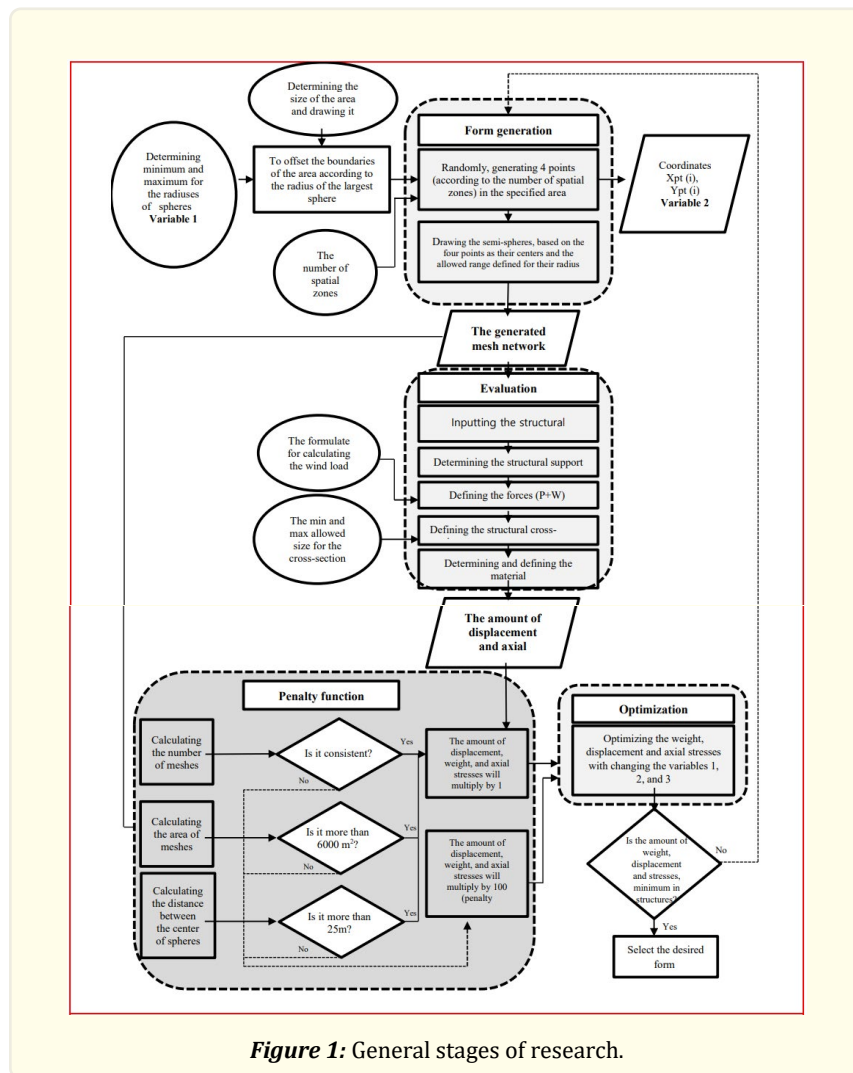 Determining the
size of the area
and drawing it
Determining
minimum and
maximum for the
radiuses
of spheres
Variable 1
To offset the boundaries
of the area according to
the radius of the largest
sphere
The
number of
spatial
zones
Form generation
Randomly, generating 4 points
(according to the number of spatial
zones) in the specified area
Drawing the semi-spheres, based on the
four points as their centers and the
allowed range defined for their radius
Coordinates
Xpt (i),
Ypt (i)
Variable 2
The generated
mesh network
Evaluation
Inputting the structural
Determining the structural support
Defining the forces (P+W)
Defining the structural cross-
Determining and defining the
material
The formulate
for calculating
the wind load
The min and
max allowed
size for the
cross-section
The amount of
displacement
and axial
Penalty function
Calculating
the number
of meshes
Is it consistent?
Yes
No
The amount of
displacement,
weight, and axial
stresses will
multiply by 1
Calculating
the area of
meshes
Is it more than
6000 m²?
Yes
No
The amount of
displacement,
weight, and axial
stresses will
multiply by 100
(penalty
Calculating
the distance
between
the center
of spheres
Is it more than
25m?
Yes
No
Optimization
Optimizing the weight,
displacement and axial stresses
with changing the variables 1,
2, and 3
Is the amount of
weight,
displacement
and stresses,
minimum in
structures?
No
Yes
Select the desired
form
Figure 1: General stages of research.